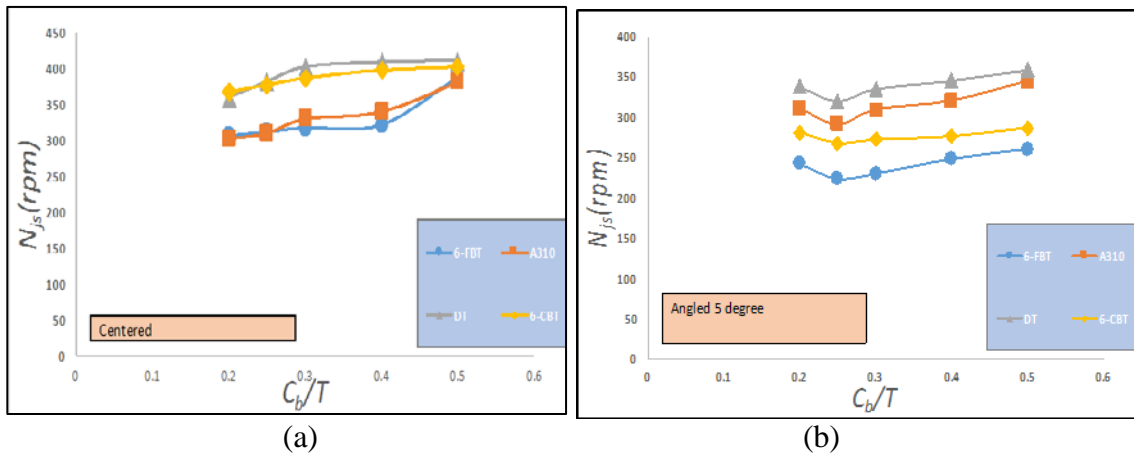 450
400
350
300
250
200
150
100
50
0
N_js(rpm)
6-FBT A310
DT 6-CBT
Centered
0 0.1 0.2 0.3 0.4 0.5 0.6
C_b/T
(a)
400
350
300
250
200
150
100
50
0
N_js(rpm)
6-FBT A310
DT 6-CBT
Angled 5 degree
0 0.1 0.2 0.3 0.4 0.5 0.6
C_b/T
(b)